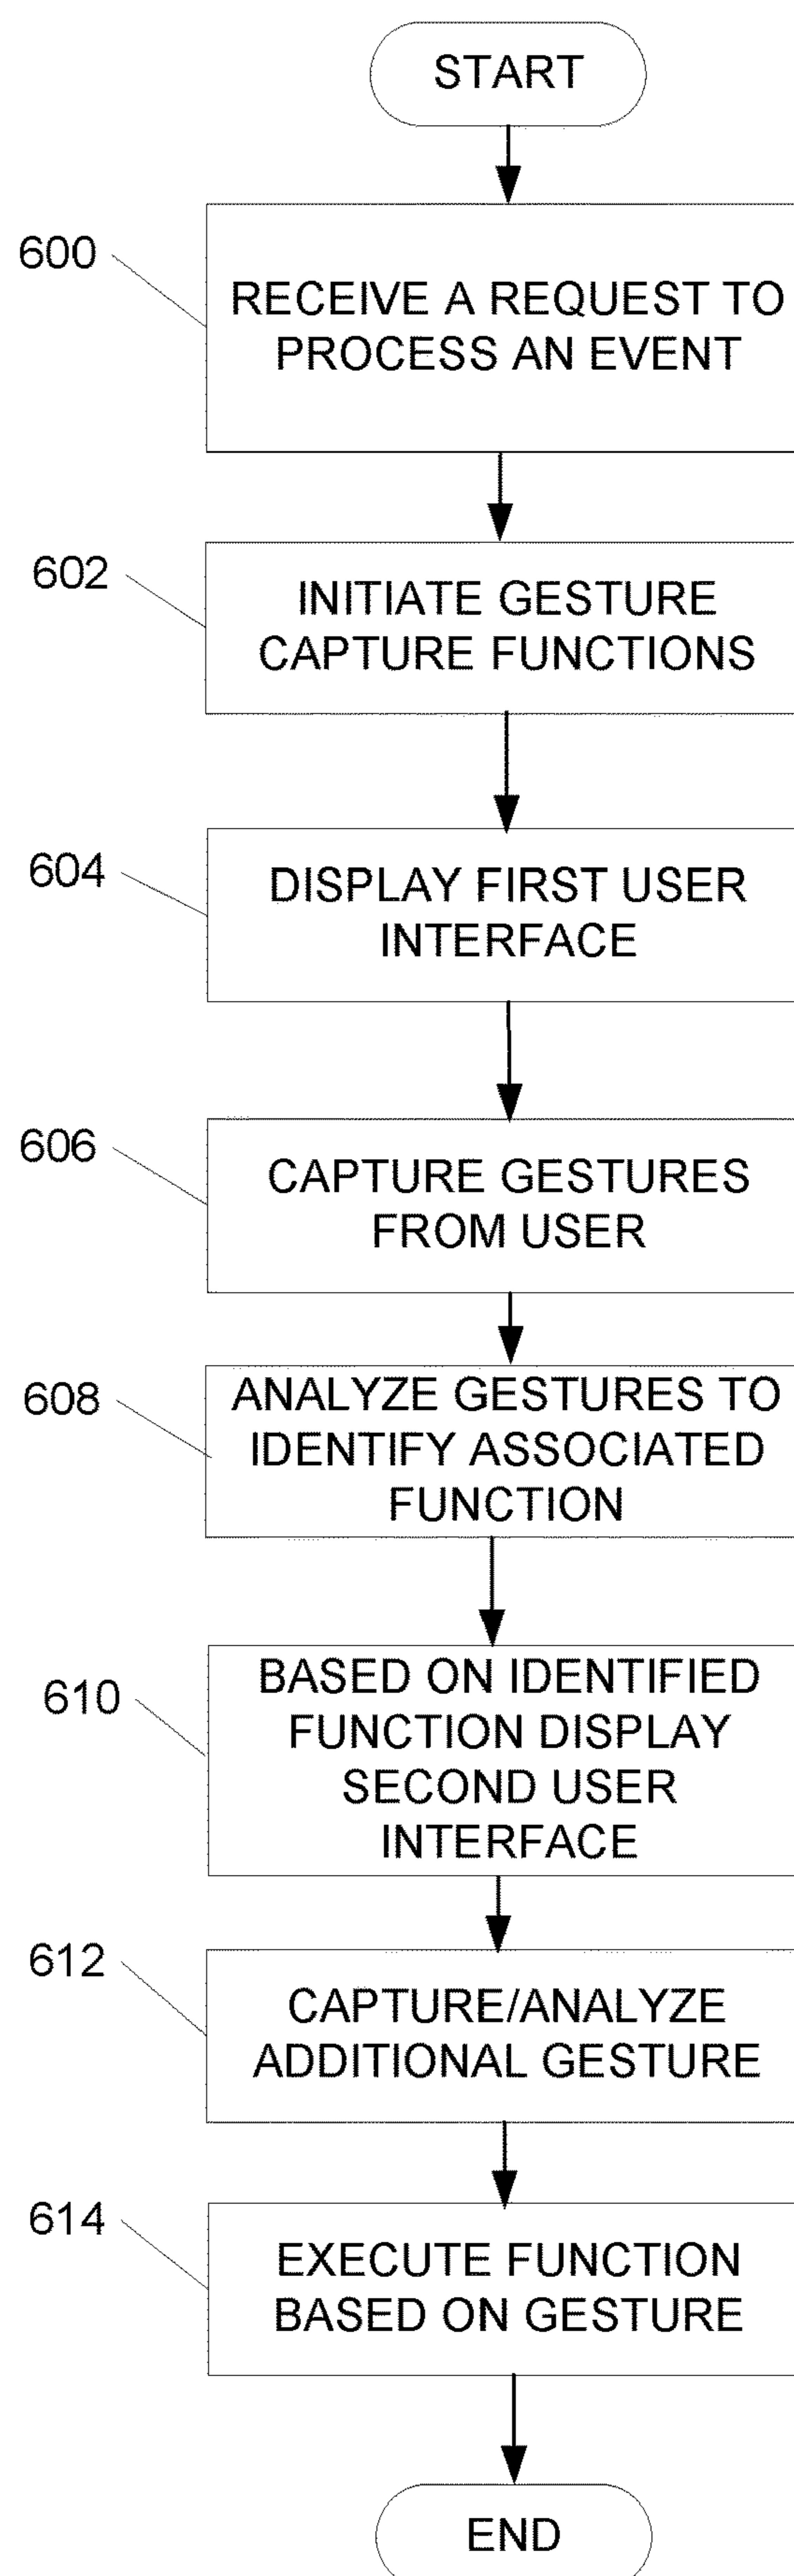 START
600
RECEIVE A REQUEST TO
PROCESS AN EVENT
602
INITIATE GESTURE
CAPTURE FUNCTIONS
604
DISPLAY FIRST USER
INTERFACE
606
CAPTURE GESTURES
FROM USER
608
ANALYZE GESTURES TO
IDENTIFY ASSOCIATED
FUNCTION
610
BASED ON IDENTIFIED
FUNCTION DISPLAY
SECOND USER
INTERFACE
612
CAPTURE/ANALYZE
ADDITIONAL GESTURE
614
EXECUTE FUNCTION
BASED ON GESTURE
END